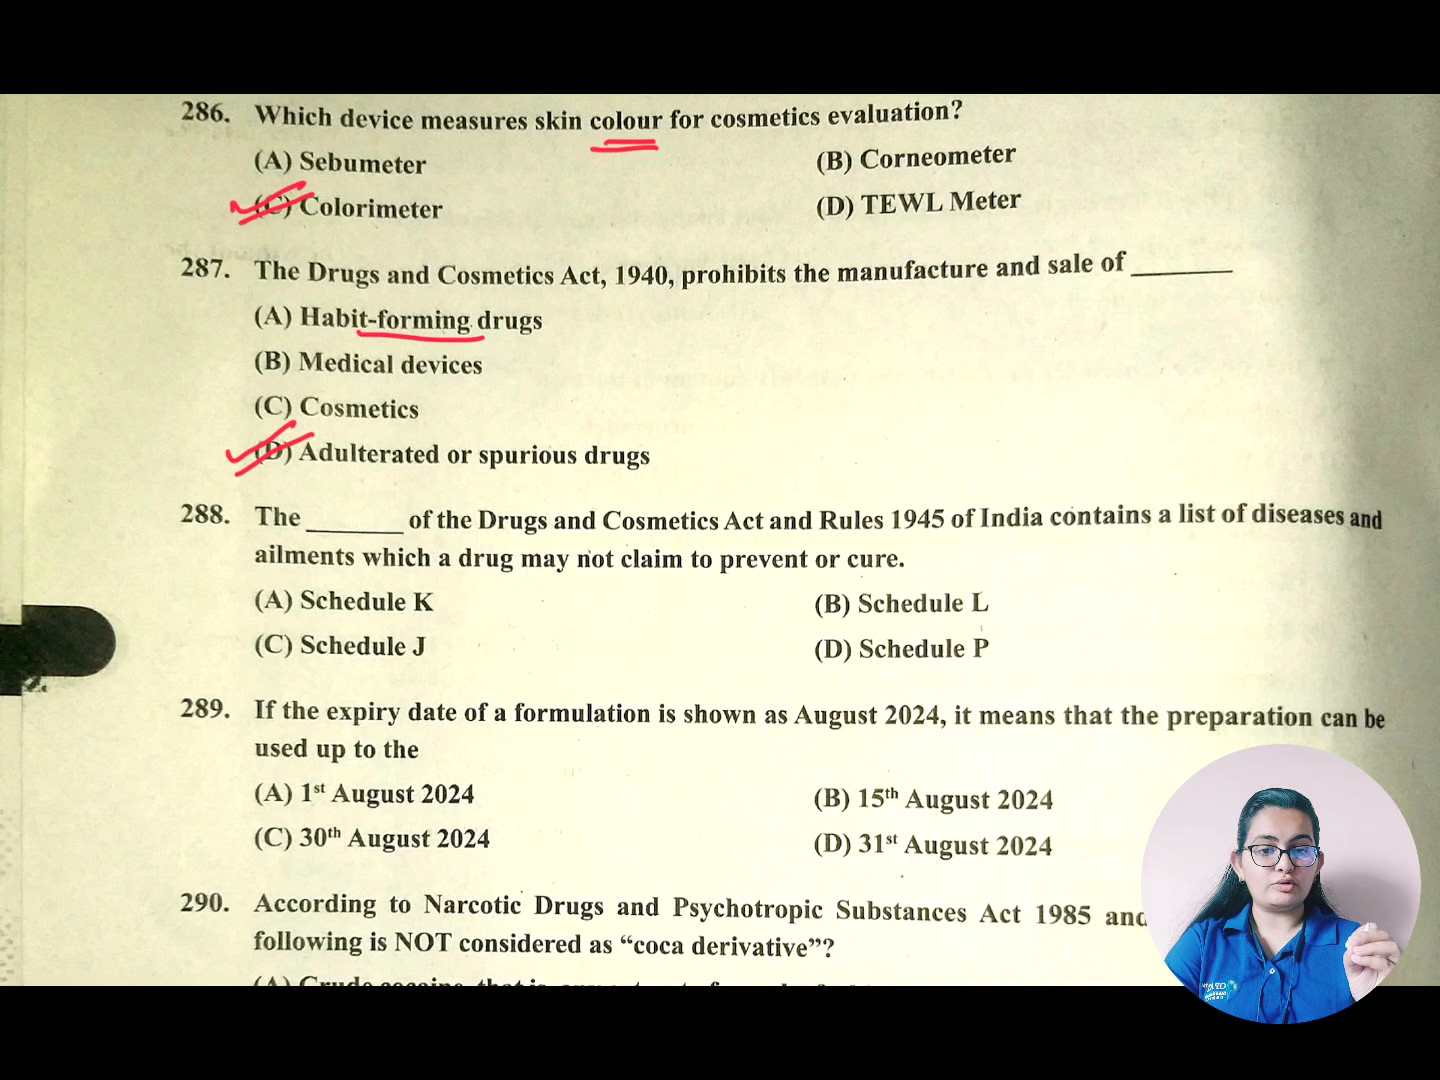 286. Which device measures skin colour for cosmetics evaluation?
(A) Sebumeter (B) Corneometer
(C) Colorimeter (D) TEWL Meter
287. The Drugs and Cosmetics Act, 1940, prohibits the manufacture and sale of ________
(A) Habit-forming drugs
(B) Medical devices
(C) Cosmetics
(D) Adulterated or spurious drugs
288. The ________ of the Drugs and Cosmetics Act and Rules 1945 of India contains a list of diseases and
ailments which a drug may not claim to prevent or cure.
(A) Schedule K (B) Schedule L
(C) Schedule J (D) Schedule P
289. If the expiry date of a formulation is shown as August 2024, it means that the preparation can be
used up to the
(A) 1st August 2024 (B) 15th August 2024
(C) 30th August 2024 (D) 31st August 2024
290. According to Narcotic Drugs and Psychotropic Substances Act 1985 and
following is NOT considered as “coca derivative”?
(A) Crude cocaine, that is